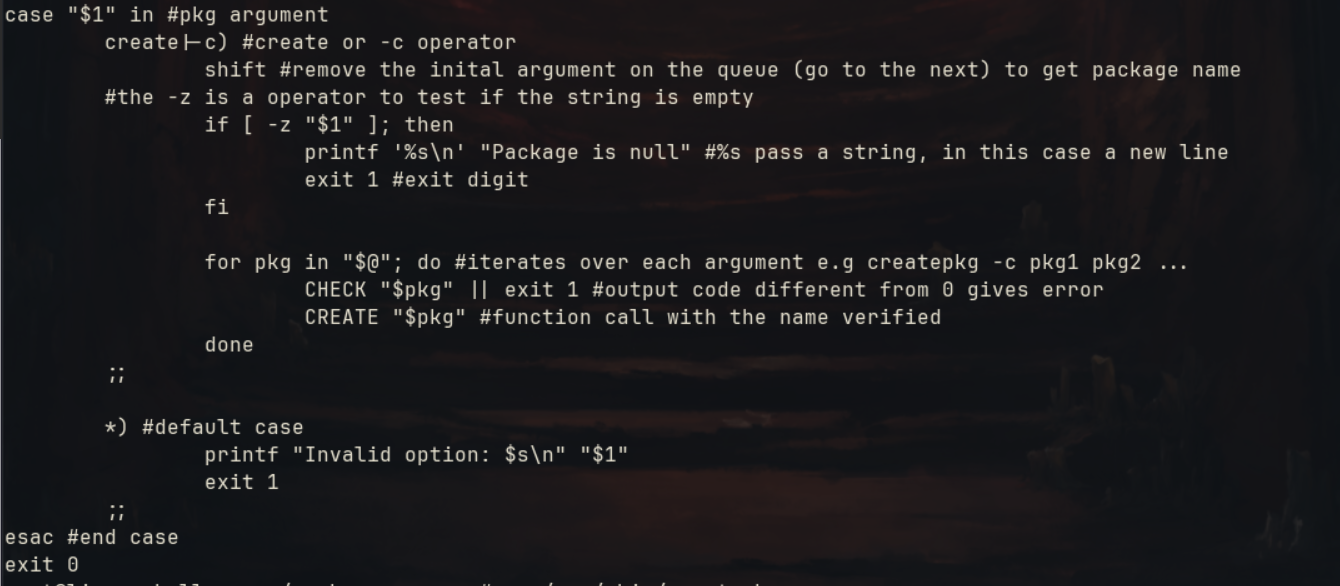 case "$1" in #pkg argument
create|-c) #create or -c operator
shift #remove the inital argument on the queue (go to the next) to get package name
#the -z is a operator to test if the string is empty
if [ -z "$1" ]; then
printf '%s\n' "Package is null" #%s pass a string, in this case a new line
exit 1 #exit digit
fi
for pkg in "$@"; do #iterates over each argument e.g createpkg -c pkg1 pkg2 ...
CHECK "$pkg" || exit 1 #output code different from 0 gives error
CREATE "$pkg" #function call with the name verified
done
;;
*) #default case
printf "Invalid option: $s\n" "$1"
exit 1
;;
esac #end case
exit 0